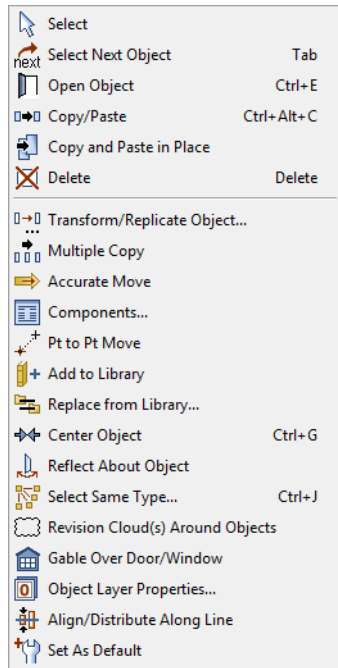 Select
next Select Next Object Tab
Open Object Ctrl+E
Copy/Paste Ctrl+Alt+C
Copy and Paste in Place
Delete Delete
Transform/Replicate Object...
Multiple Copy
Accurate Move
Components...
Pt to Pt Move
Add to Library
Replace from Library...
Center Object Ctrl+G
Reflect About Object
Select Same Type... Ctrl+J
Revision Cloud(s) Around Objects
Gable Over Door/Window
Object Layer Properties...
Align/Distribute Along Line
Set As Default